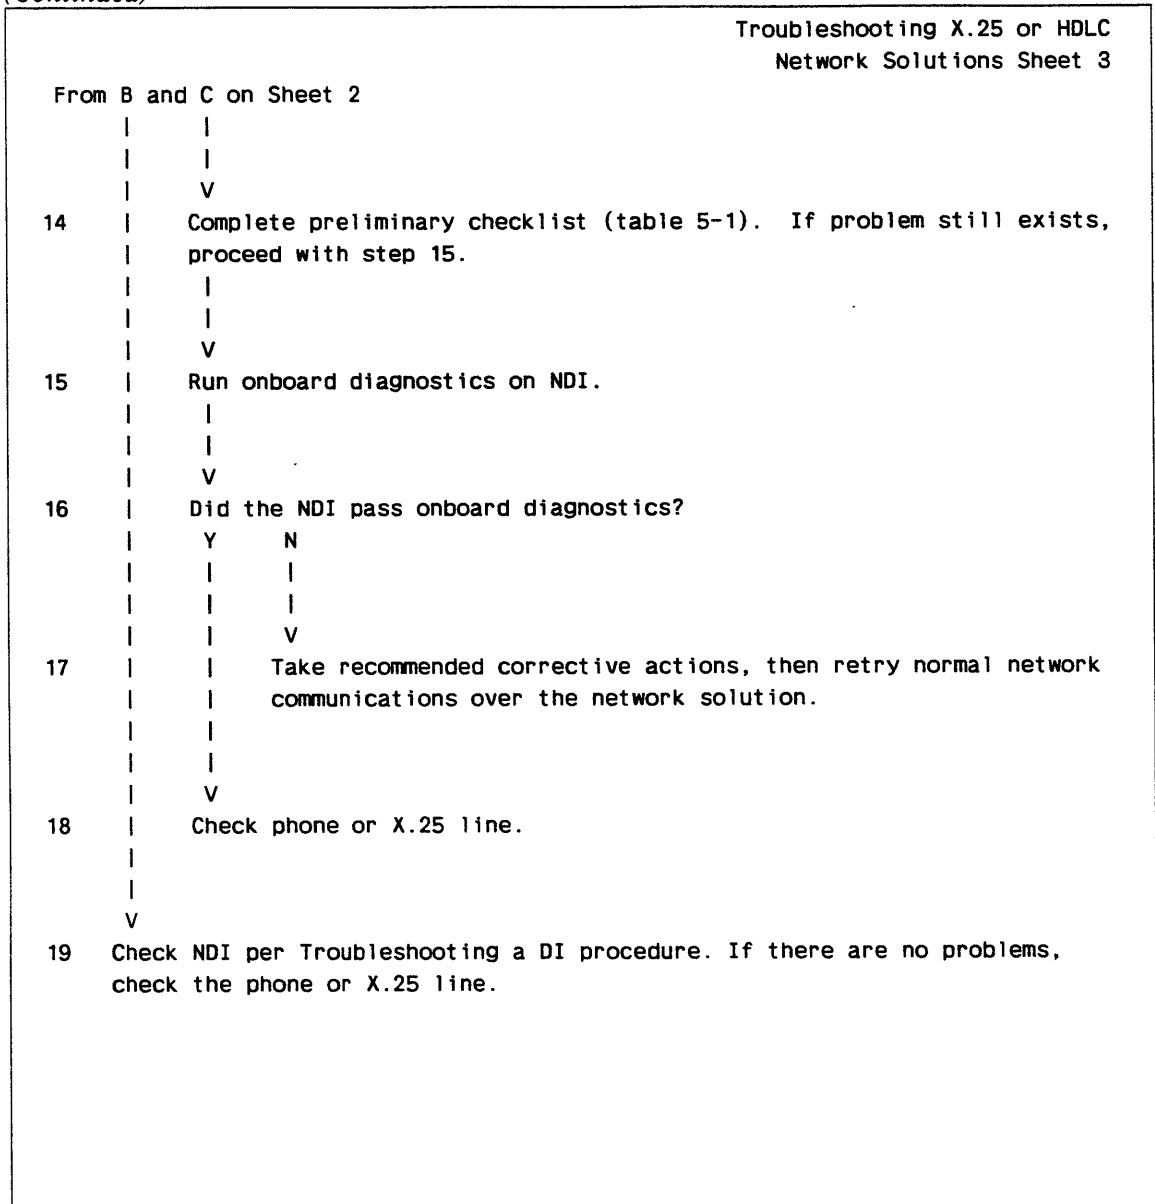 (Continued)
Troubleshooting X.25 or HDLC
Network Solutions Sheet 3
From B and C on Sheet 2
| |
| |
| V
14 | Complete preliminary checklist (table 5-1). If problem still exists,
| proceed with step 15.
| |
| |
| V
15 | Run onboard diagnostics on NDI.
| |
| |
| V
16 | Did the NDI pass onboard diagnostics?
| Y N
| | |
| | |
| | V
17 | | Take recommended corrective actions, then retry normal network
| | communications over the network solution.
| |
| |
| V
18 | Check phone or X.25 line.
|
|
V
19 Check NDI per Troubleshooting a DI procedure. If there are no problems,
check the phone or X.25 line.